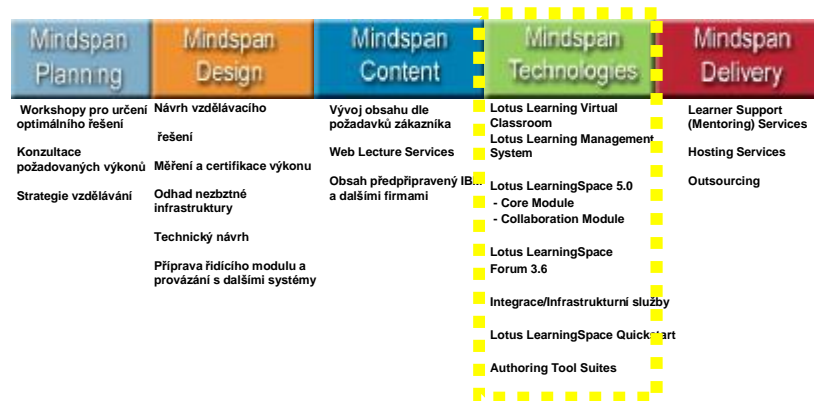 Mindspan
Planning
Workshopy pro určení
optimálního řešení
Konzultace
požadovaných výkonů
Strategie vzdělávání
Mindspan
Design
Návrh vzdělávacího
řešení
Měření a certifikace výkonu
Odhad nezbztné
infrastruktury
Technický návrh
Příprava řidícího modulu a
provázání s dalšími systémy
Mindspan
Content
Vývoj obsahu dle
požadavků zákazníka
Web Lecture Services
Obsah předpřipravený
a dalšími firmami
Mindspan
Technologies
Lotus Learning Virtual
Classroom
Lotus Learning Management
System
Lotus LearningSpace 5.0
- Core Module
- Collaboration Module
Lotus LearningSpace
Forum 3.6
Integrace/Infrastrukturní služby
Lotus LearningSpace Quickstart
Authoring Tool Suites
Mindspan
Delivery
Learner Support
(Mentoring) Services
Hosting Services
Outsourcing